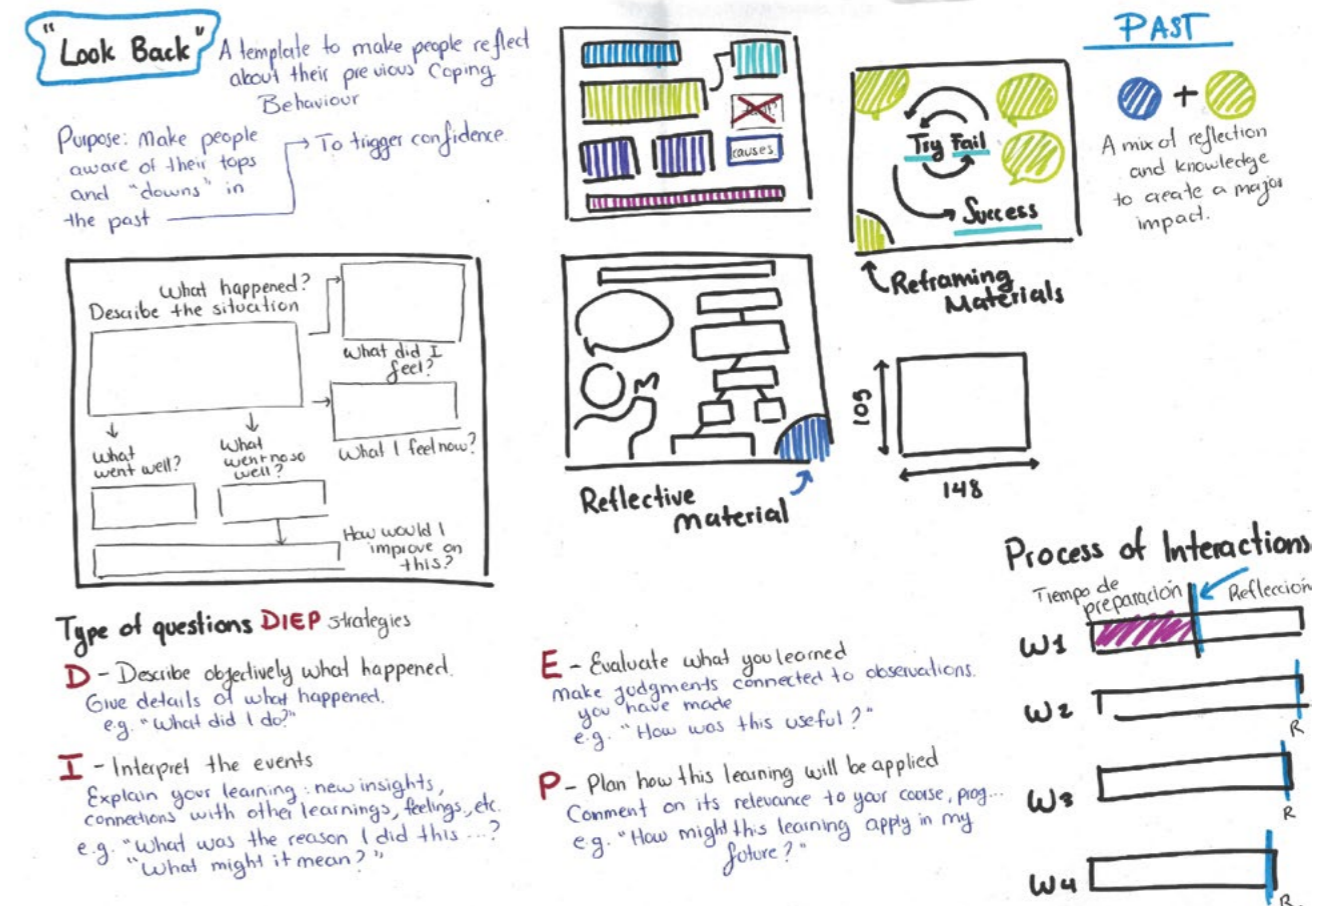 "Look Back"
A template to make people reflect
about their previous Coping
Behaviour
Purpose: Make people
aware of their tops
and "downs" in
the past
To trigger confidence.
What happened?
Describe the situation
What did I
feel?
What I feel now?
What
went well?
What
went no so
well?
How would I
improve on
this?
causes
Try Fail
Success
Reframing
Materials
PAST
+
A mix of reflection
and knowledge
to create a major
impact.
Reflective
material
105
148
Type of questions DIEP strategies
D - Describe objectively what happened.
Give details of what happened.
e.g. "What did I do?"
I - Interpret the events
Explain your learning: new insights,
connections with other learnings, feelings, etc.
e.g. "What was the reason I did this ...?
"What might it mean?"
E - Evaluate what you learned
make judgments connected to observations.
you have made
e.g. "How was this useful?"
P - Plan how this learning will be applied
Comment on its relevance to your course, prog...
e.g. "How might this learning apply in my
future?"
Process of Interactions
Tiempo de
preparación
Reflección
W1
W2
R
W3
R
W4
R